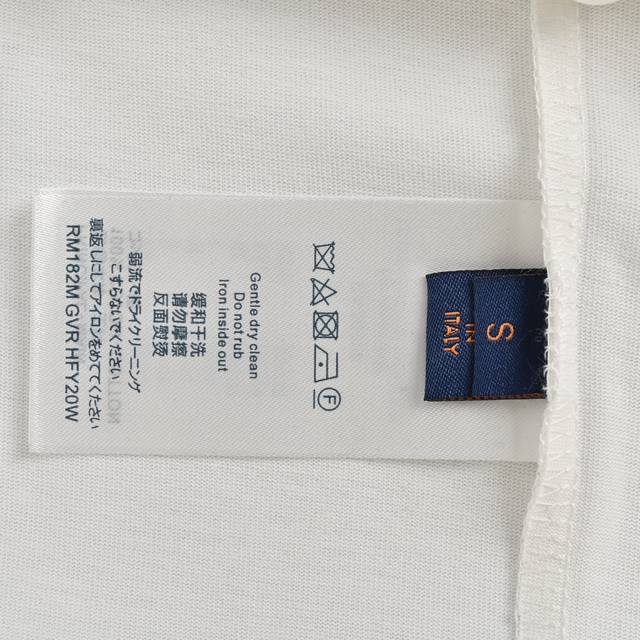 S
IN
ITALY
F
Gentle dry clean
Do not rub
Iron inside out
缓和干洗
请勿摩擦
反面熨烫
弱流でドライクリーニング
こすらないでください
裏返しにしてアイロンをめてください
RM182M GVR HFY20W